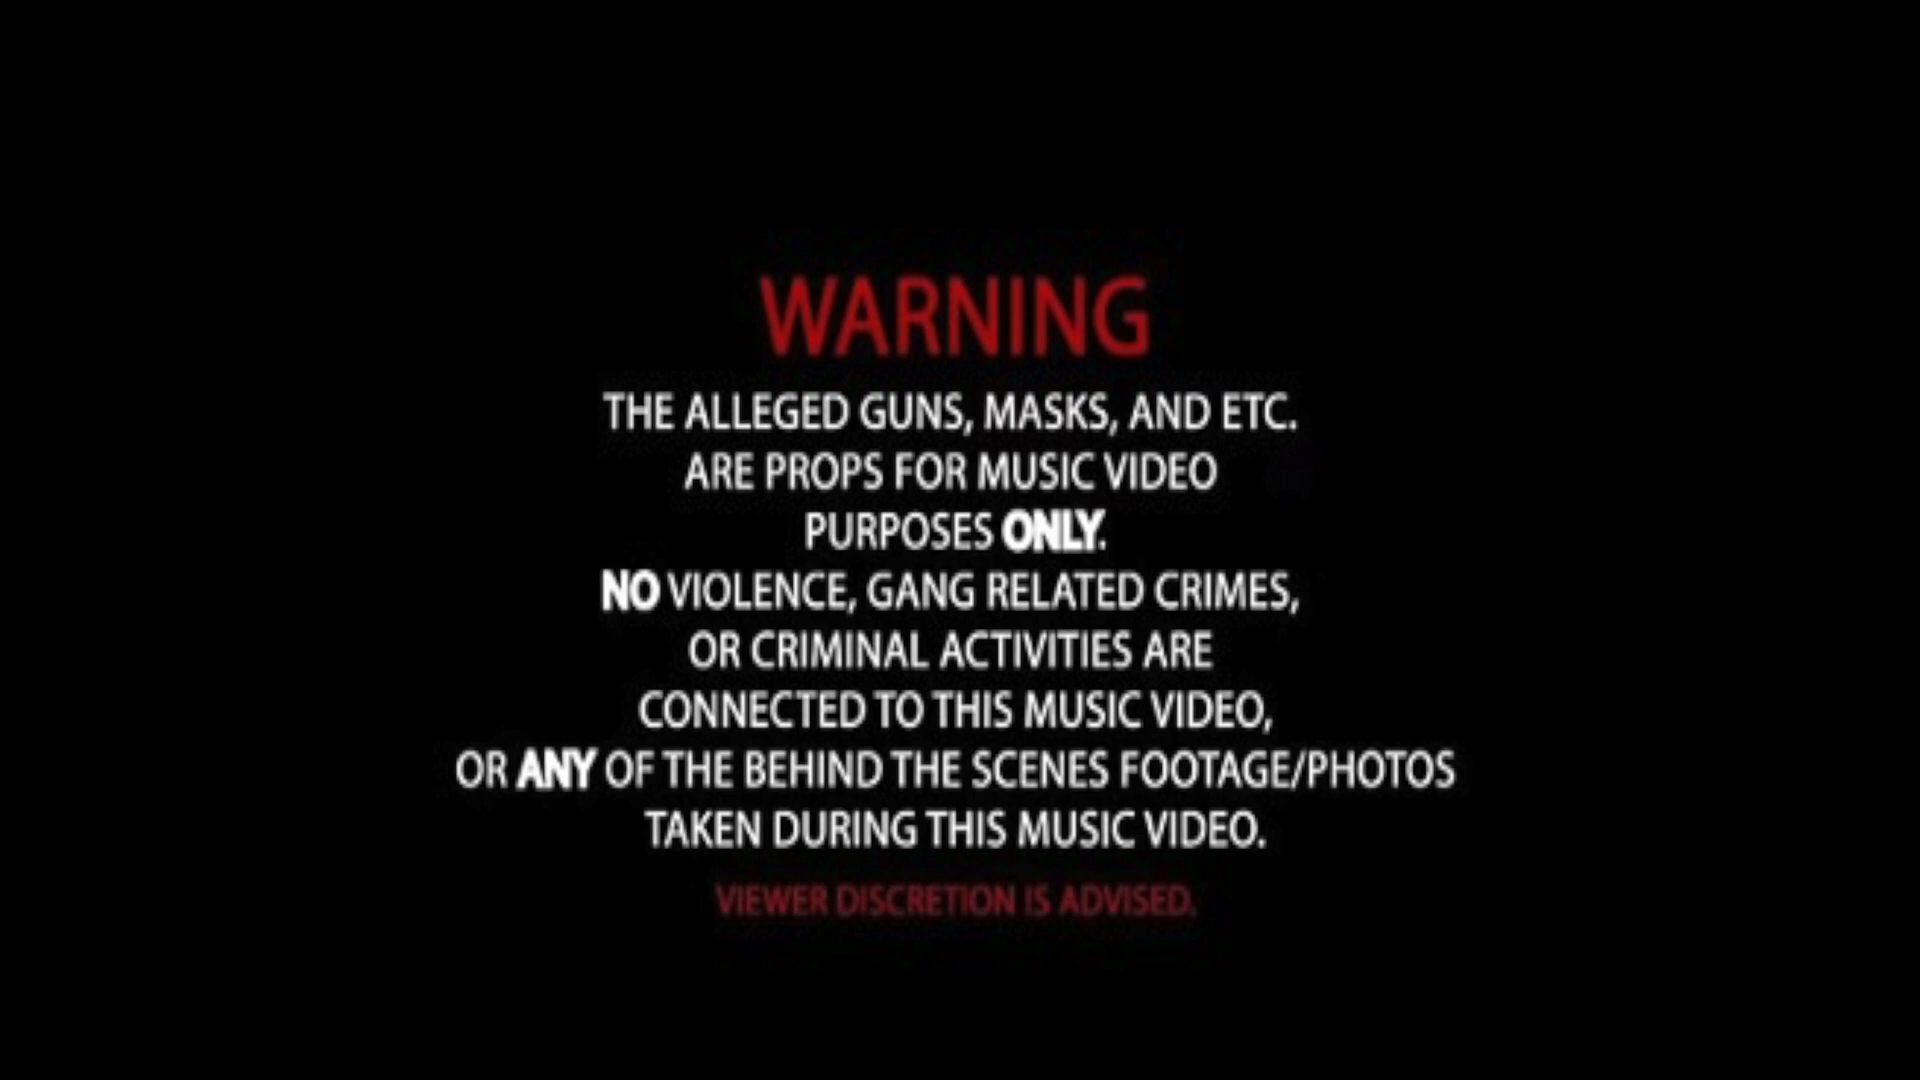 WARNING
THE ALLEGED GUNS, MASKS, AND ETC.
ARE PROPS FOR MUSIC VIDEO
PURPOSES ONLY.
NO VIOLENCE, GANG RELATED CRIMES,
OR CRIMINAL ACTIVITIES ARE
CONNECTED TO THIS MUSIC VIDEO,
OR ANY OF THE BEHIND THE SCENES FOOTAGE/PHOTOS
TAKEN DURING THIS MUSIC VIDEO.
VIEWER DISCRETION IS ADVISED.